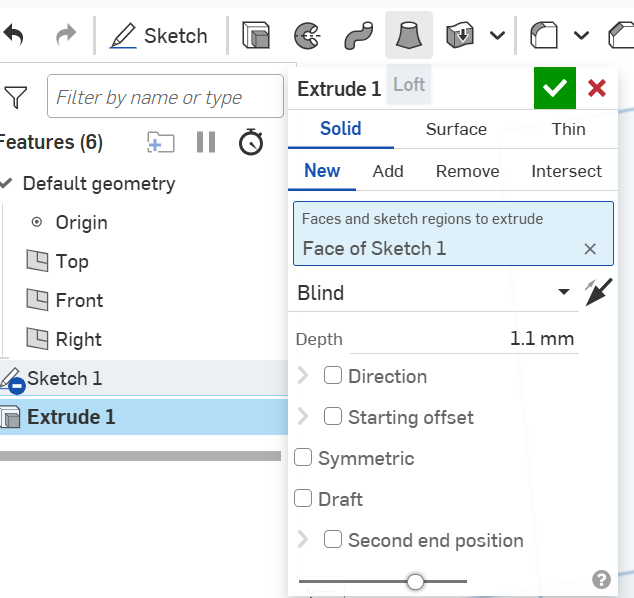 Sketch
Extrude 1
Loft
Filter by name or type
Solid
Surface
Thin
Features (6)
New
Add
Remove
Intersect
Default geometry
Faces and sketch regions to extrude
Face of Sketch 1
Origin
Top
Front
Right
Sketch 1
Extrude 1
Blind
Depth
1.1 mm
Direction
Starting offset
Symmetric
Draft
Second end position
?